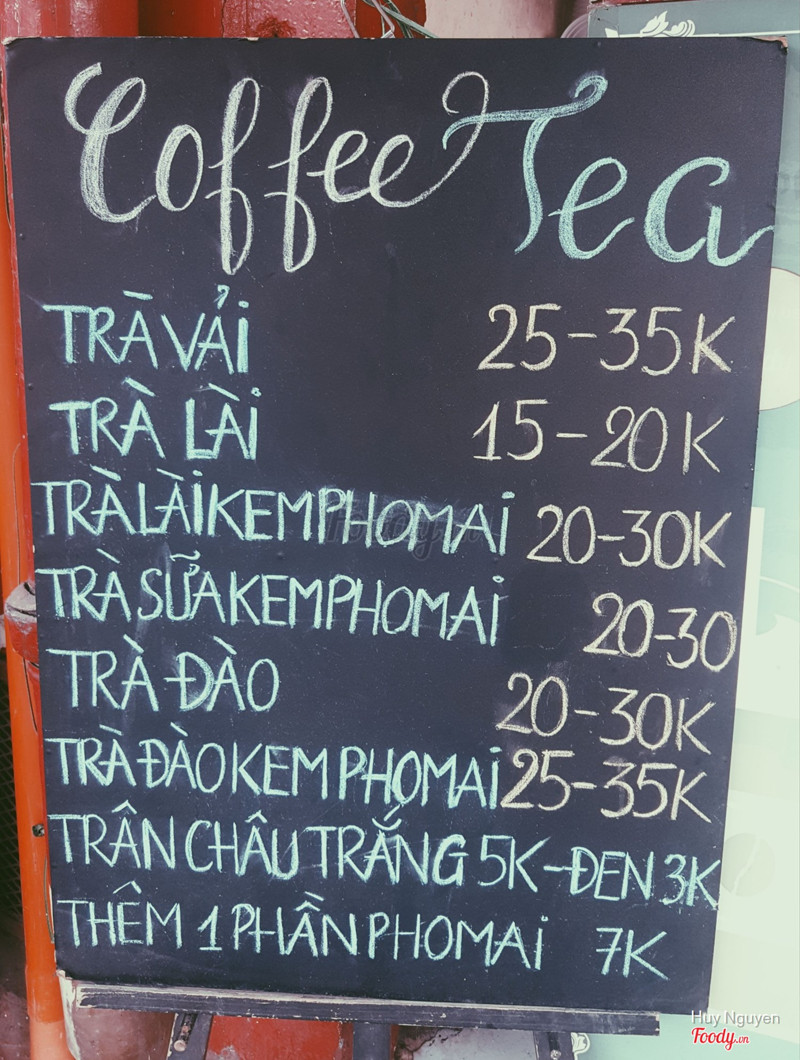 Coffee Tea
TRÀ VẢI 25-35K
TRÀ LÀI 15-20K
TRÀ LÀI KEM PHOMAI 20-30K
TRÀ SỮA KEM PHOMAI 20-30
TRÀ ĐÀO 20-30K
TRÀ ĐÀO KEM PHOMAI 25-35K
TRÂN CHÂU TRẮNG 5K-ĐEN 3K
THÊM 1 PHẦN PHOMAI 7K
Foody.vn
Huy Nguyen
Foody.vn